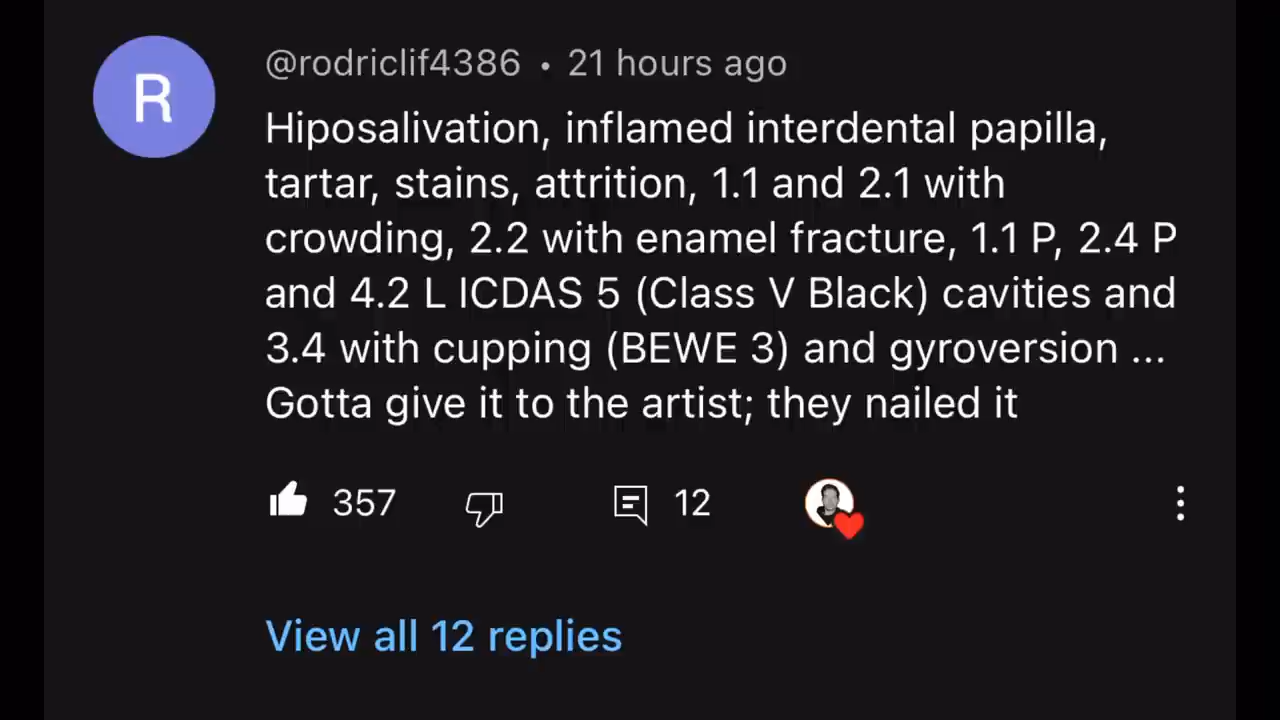 R
@rodriclif4386 • 21 hours ago
Hiposalivation, inflamed interdental papilla,
tartar, stains, attrition, 1.1 and 2.1 with
crowding, 2.2 with enamel fracture, 1.1 P, 2.4 P
and 4.2 L ICDAS 5 (Class V Black) cavities and
3.4 with cupping (BEWE 3) and gyroversion ...
Gotta give it to the artist; they nailed it
357 12
View all 12 replies